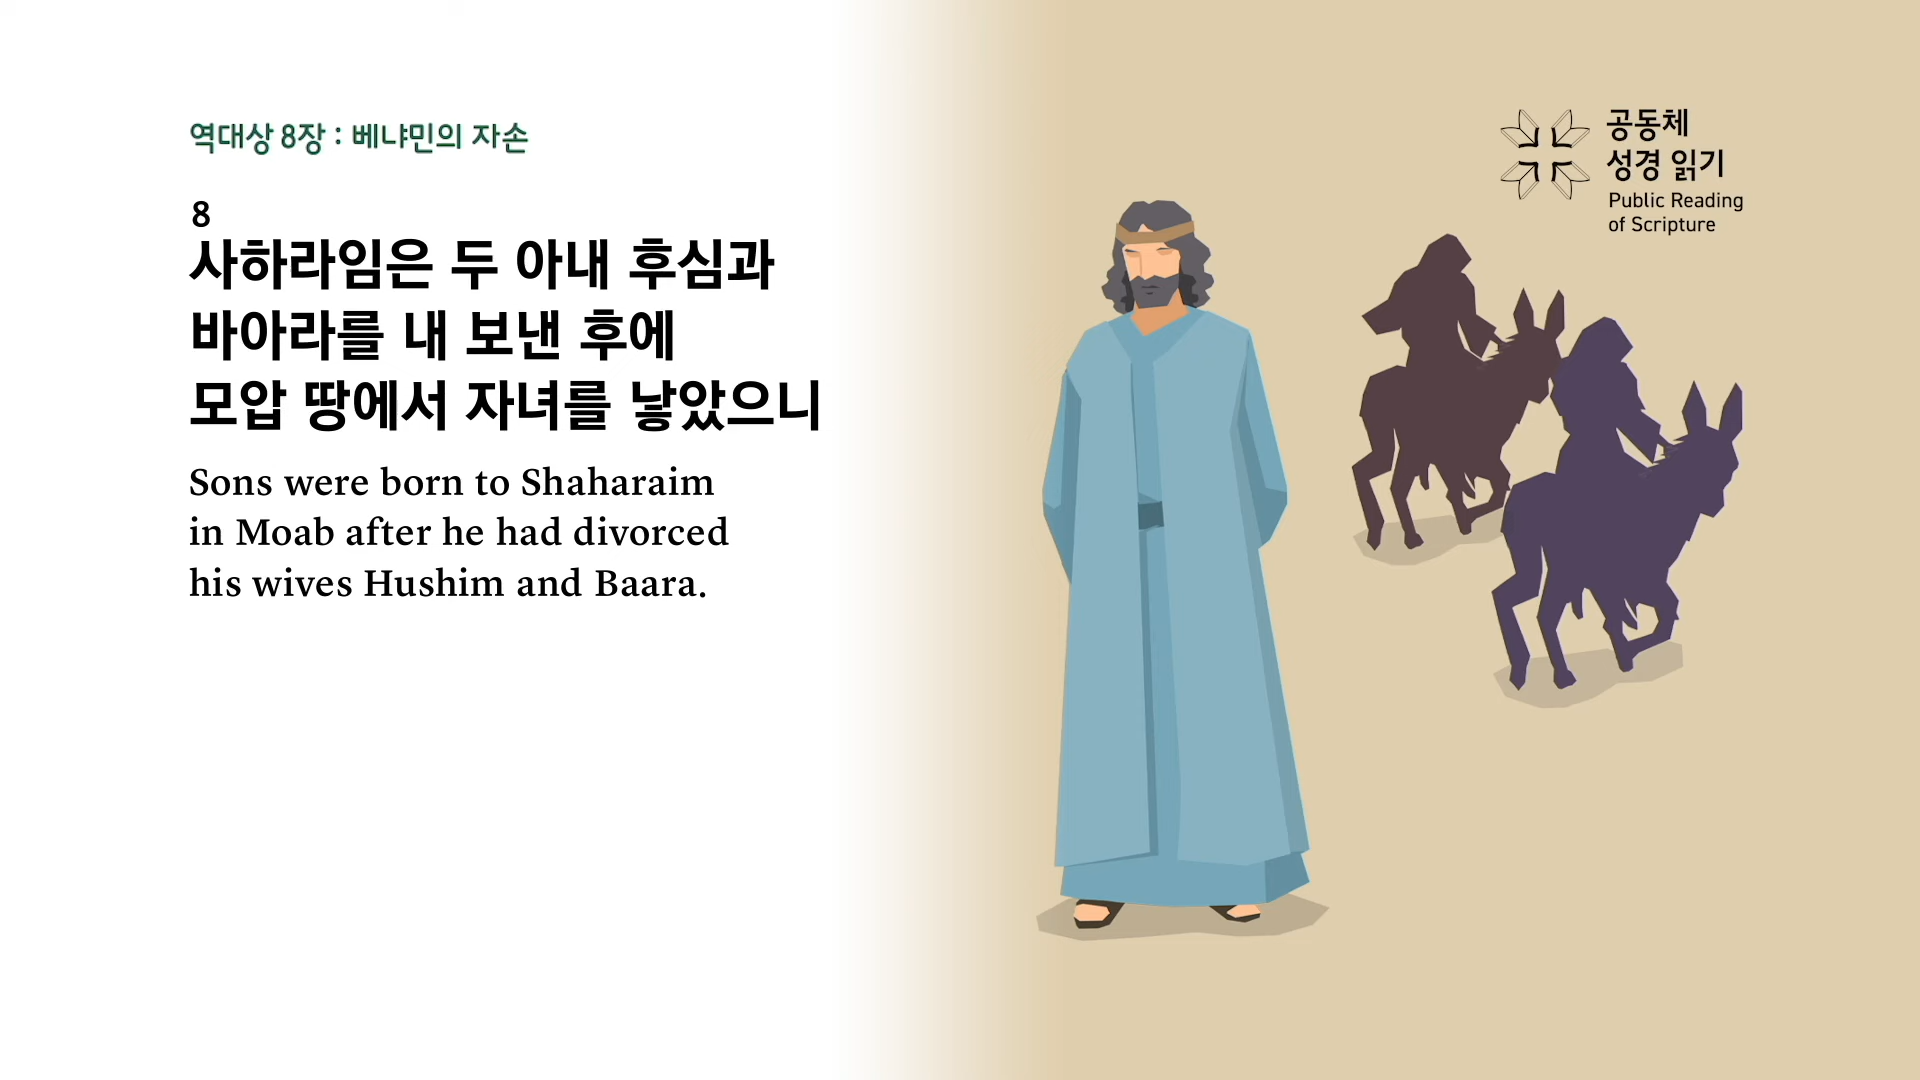 역대상 8장 : 베냐민의 자손
8
사하라임은 두 아내 후심과
바아라를 내 보낸 후에
모압 땅에서 자녀를 낳았으니
Sons were born to Shaharaim
in Moab after he had divorced
his wives Hushim and Baara.
공동체
성경 읽기
Public Reading
of Scripture